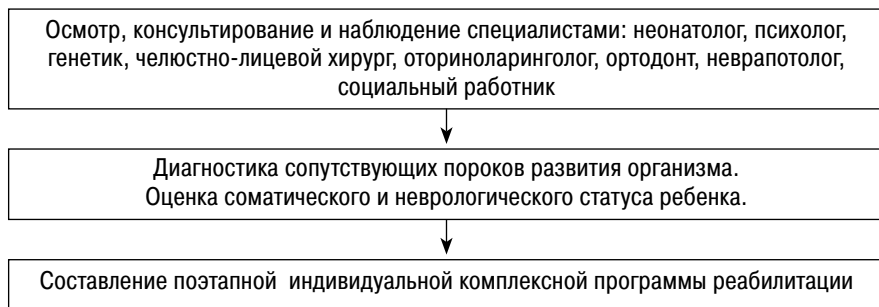 Осмотр, консультирование и наблюдение специалистами: неонатолог, психолог,
генетик, челюстно-лицевой хирург, оториноларинголог, ортодонт, неврапотолог,
социальный работник
Диагностика сопутствующих пороков развития организма.
Оценка соматического и неврологического статуса ребенка.
Составление поэтапной индивидуальной комплексной программы реабилитации